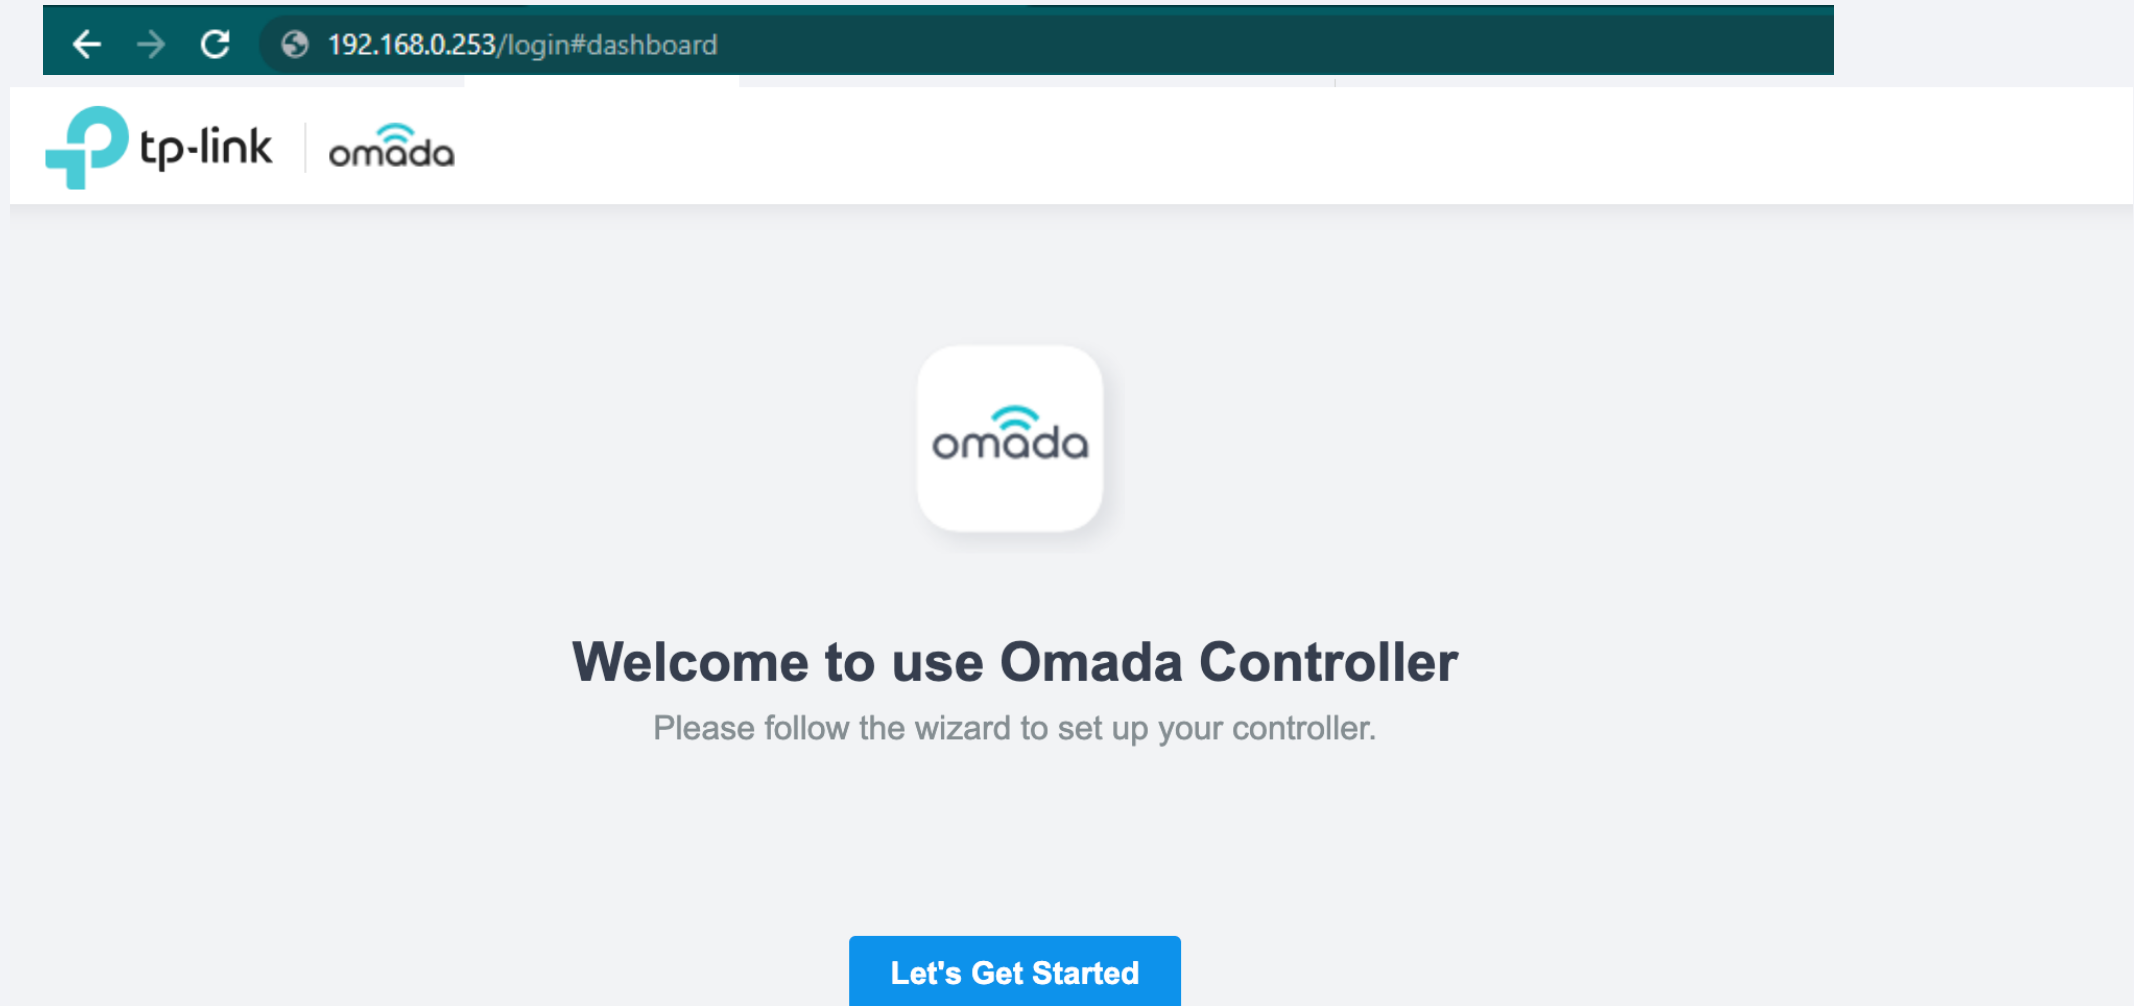 192.168.0.253/login#dashboard
tp-link omada
omada
Welcome to use Omada Controller
Please follow the wizard to set up your controller.
Let's Get Started